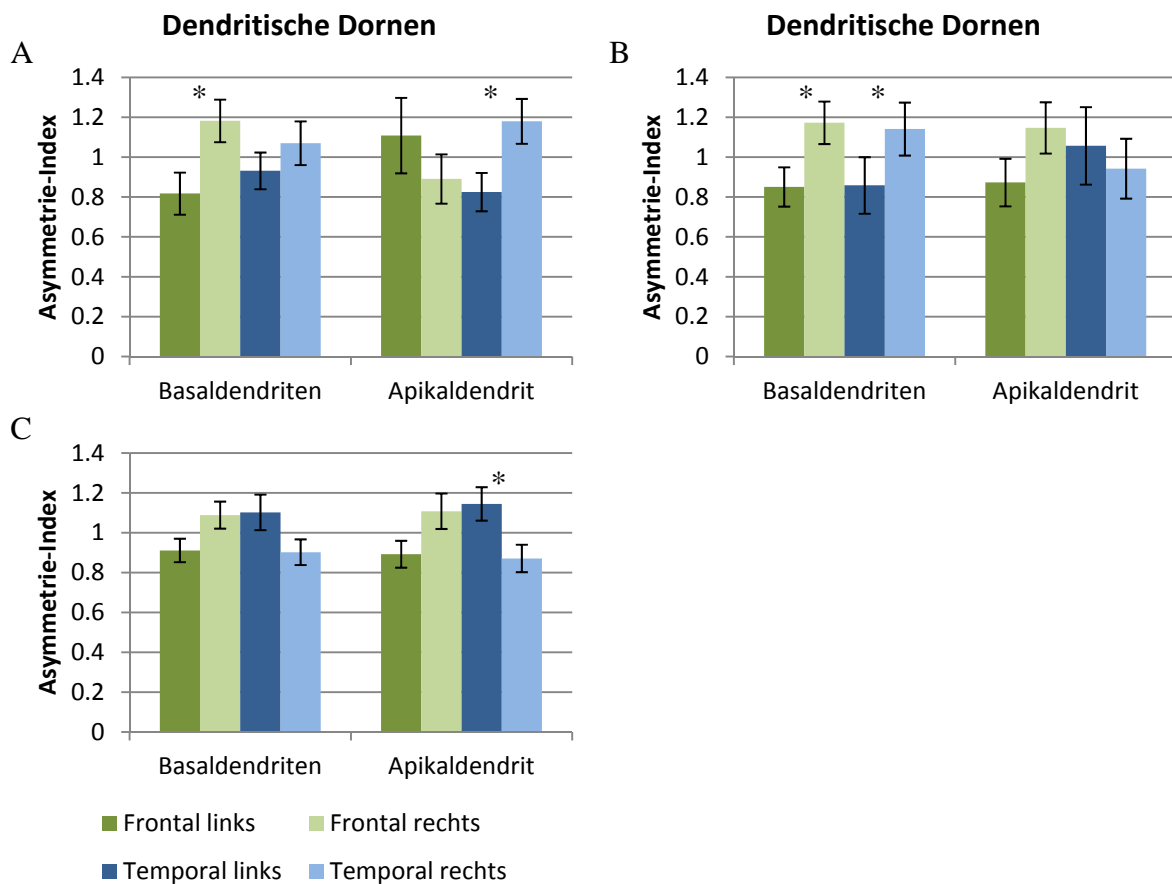 Dendritische Dornen
A
Asymmetrie-Index
1.4
1.2
1
0.8
0.6
0.4
0.2
0
*
*
Basaldendriten Apikaldendrit
Dendritische Dornen
B
Asymmetrie-Index
1.4
1.2
1
0.8
0.6
0.4
0.2
0
* *
Basaldendriten Apikaldendrit
C
Asymmetrie-Index
1.4
1.2
1
0.8
0.6
0.4
0.2
0
*
Basaldendriten Apikaldendrit
Frontal links Frontal rechts
Temporal links Temporal rechts